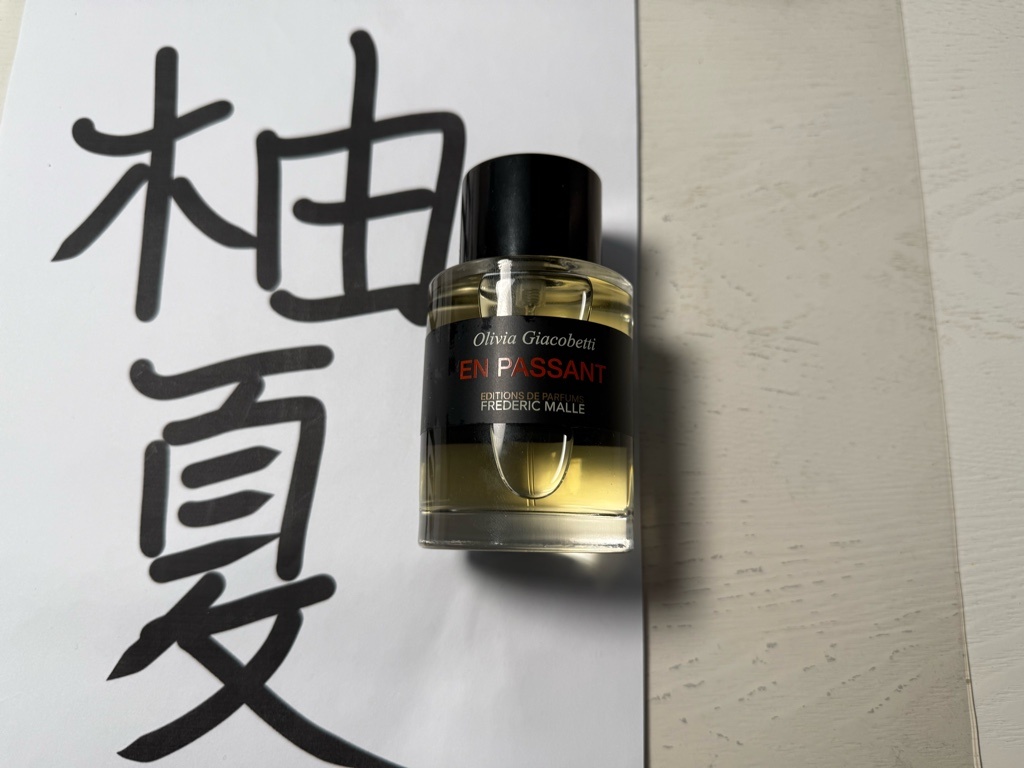 柚
夏
Olivia Giacobetti
EN PASSANT
EDITIONS DE PARFUMS
FREDERIC MALLE